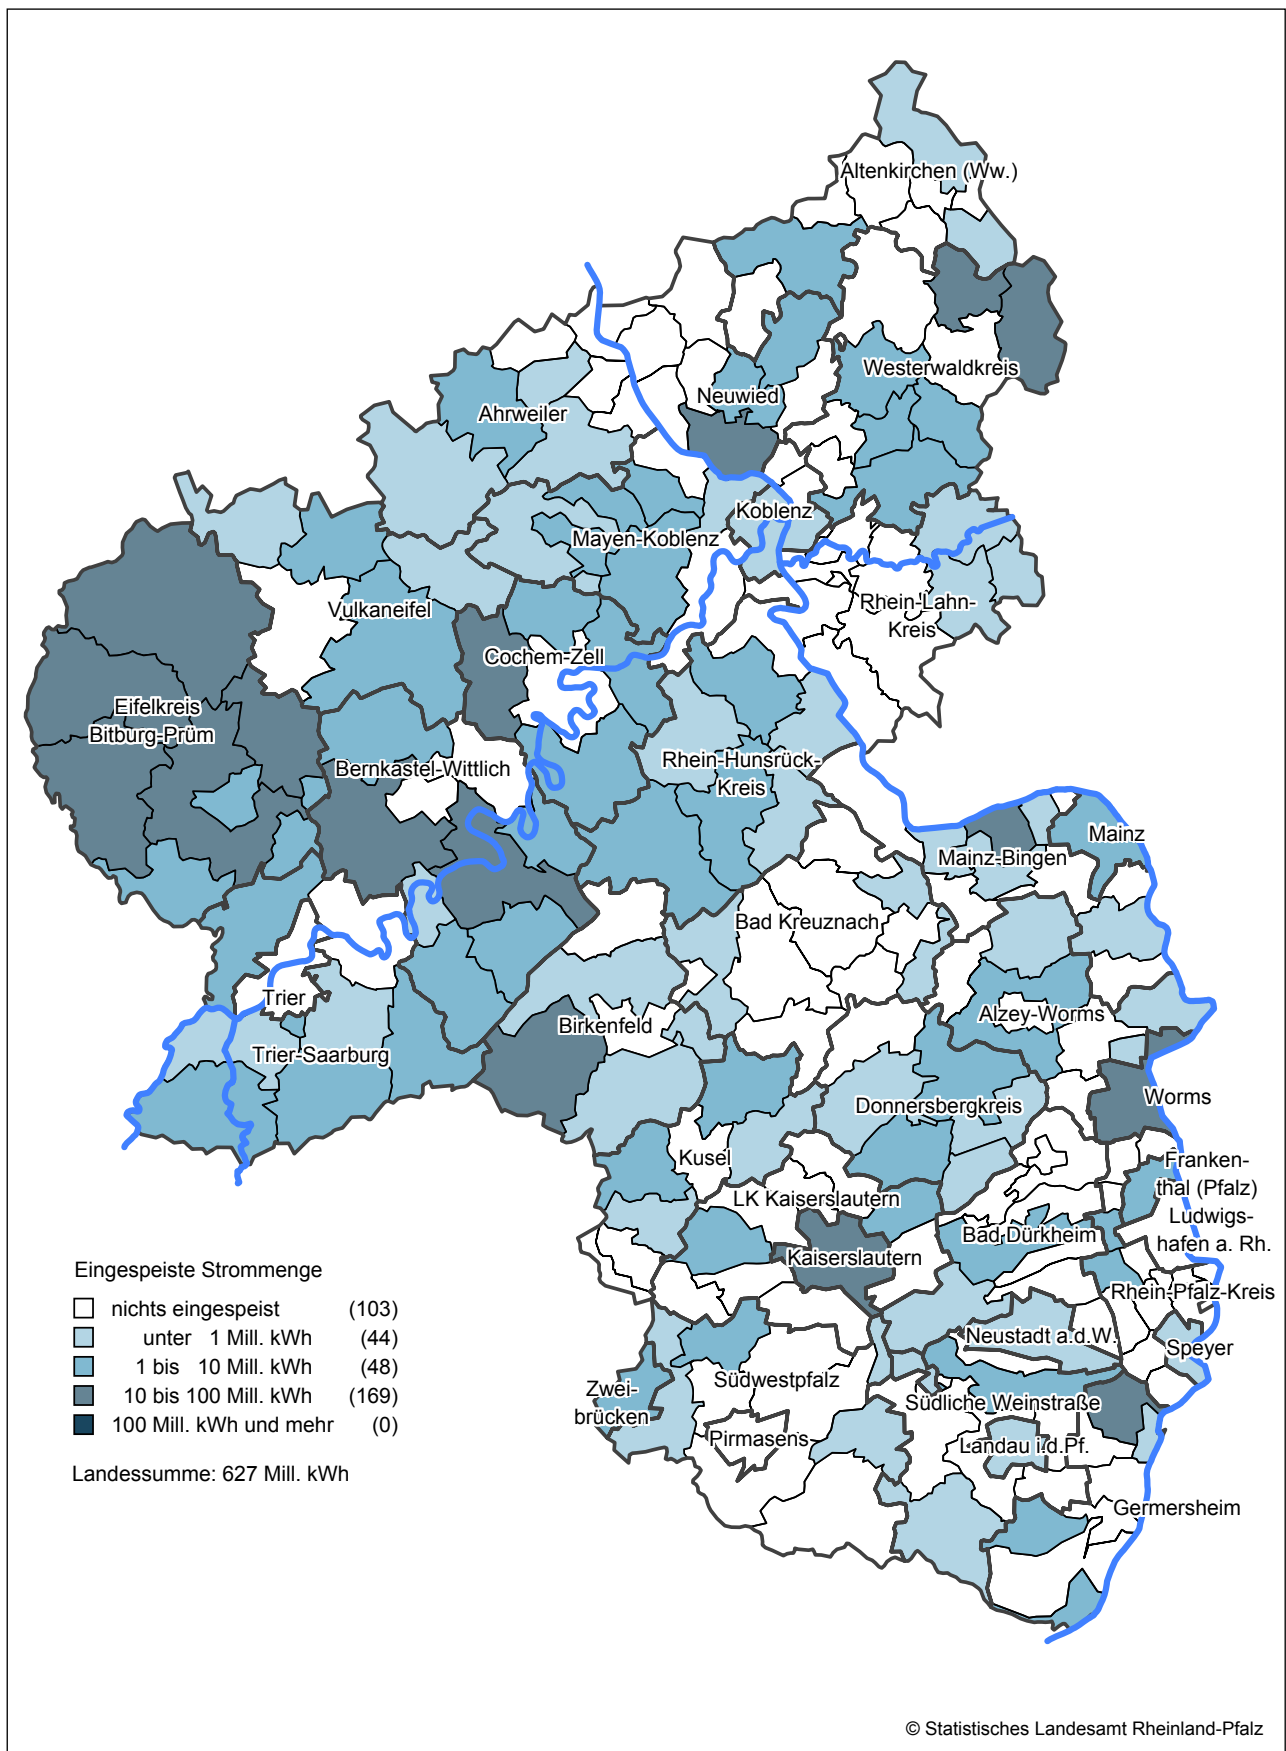 Altenkirchen (Ww.)
Westerwaldkreis
Neuwied
Ahrweiler
Koblenz
Mayen-Koblenz
Vulkaneifel
Rhein-Lahn-
Kreis
Cochem-Zell
Eifelkreis
Bitburg-Prüm
Bernkastel-Wittlich
Rhein-Hunsrück-
Kreis
Mainz
Mainz-Bingen
Bad Kreuznach
Trier
Alzey-Worms
Birkenfeld
Trier-Saarburg
Worms
Donnersbergkreis
Kusel
Franken-
thal (Pfalz)
LK Kaiserslautern
Ludwigs-
hafen a. Rh.
Bad Dürkheim
Kaiserslautern
Rhein-Pfalz-Kreis
Neustadt a.d.W.
Speyer
Südwestpfalz
Zwei-
brücken
Südliche Weinstraße
Pirmasens
Landau i.d.Pf.
Germersheim
Eingespeiste Strommenge
nichts eingespeist (103)
unter 1 Mill. kWh (44)
1 bis 10 Mill. kWh (48)
10 bis 100 Mill. kWh (169)
100 Mill. kWh und mehr (0)
Landessumme: 627 Mill. kWh
© Statistisches Landesamt Rheinland-Pfalz